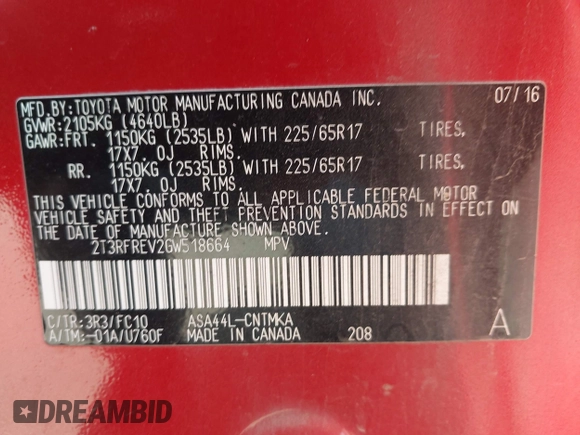 MFD.BY:TOYOTA MOTOR MANUFACTURING CANADA INC. 07/16
GVWR:2105KG (4640LB)
GAWR:FRT. 1150KG (2535LB) WITH 225/65R17 TIRES,
17X7.0J RIMS.
RR. 1150KG (2535LB) WITH 225/65R17 TIRES,
17X7.0J RIMS.
THIS VEHICLE CONFORMS TO ALL APPLICABLE FEDERAL MOTOR
VEHICLE SAFETY AND THEFT PREVENTION STANDARDS IN EFFECT ON
THE DATE OF MANUFACTURE SHOWN ABOVE.
2T3RFREV2GW518664 MPV
C/TR:3R3/FC10 ASA44L-CNTMKA
A/TM:-01A/U760F MADE IN CANADA 208 A
DREAMBID